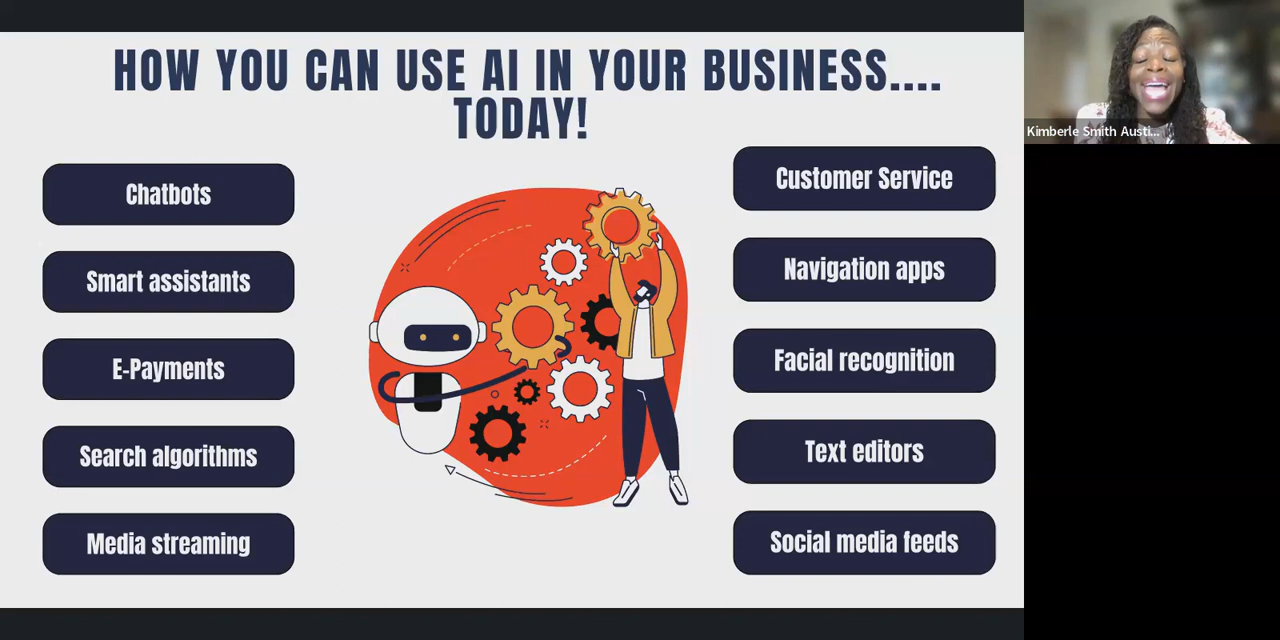 HOW YOU CAN USE AI IN YOUR BUSINESS....
TODAY!
Chatbots
Smart assistants
E-Payments
Search algorithms
Media streaming
Customer Service
Navigation apps
Facial recognition
Text editors
Social media feeds
Kimberle Smith Austi...